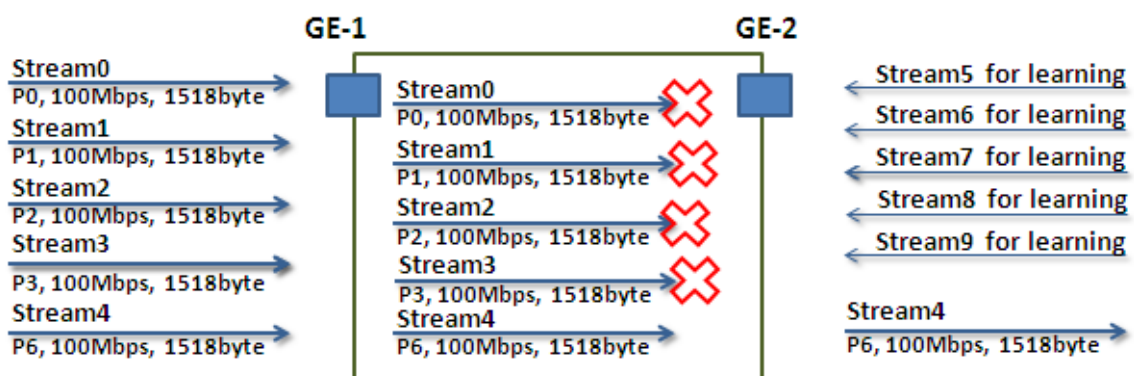 GE-1
GE-2
Stream0
P0, 100Mbps, 1518byte
Stream1
P1, 100Mbps, 1518byte
Stream2
P2, 100Mbps, 1518byte
Stream3
P3, 100Mbps, 1518byte
Stream4
P6, 100Mbps, 1518byte
Stream0
P0, 100Mbps, 1518byte
Stream1
P1, 100Mbps, 1518byte
Stream2
P2, 100Mbps, 1518byte
Stream3
P3, 100Mbps, 1518byte
Stream4
P6, 100Mbps, 1518byte
Stream5 for learning
Stream6 for learning
Stream7 for learning
Stream8 for learning
Stream9 for learning
Stream4
P6, 100Mbps, 1518byte